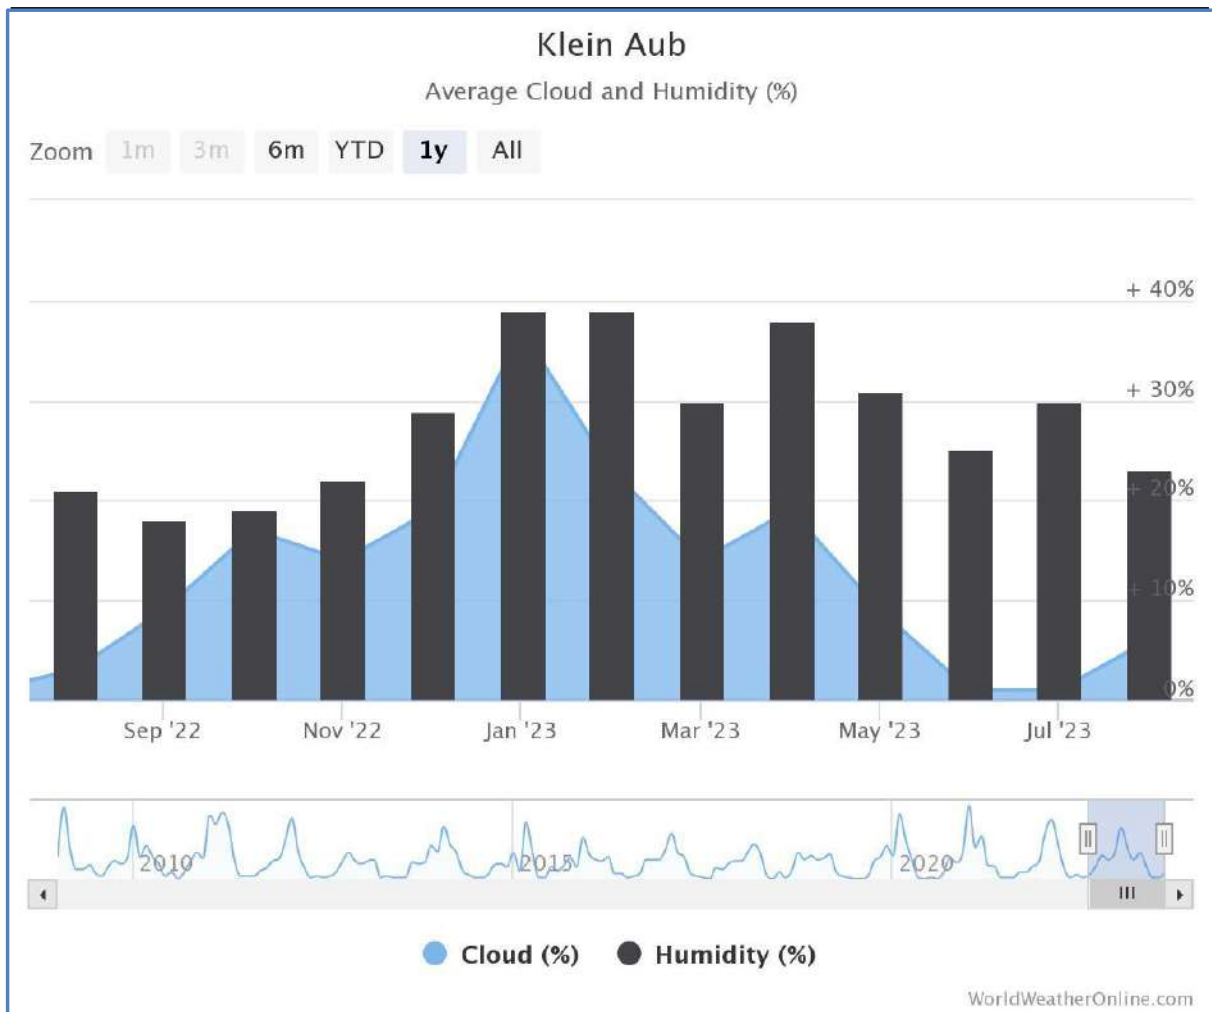 Klein Aub
Average Cloud and Humidity (%)
Zoom 1m 3m 6m YTD 1y All
+ 40%
+ 30%
+ 20%
+ 10%
0%
Sep '22 Nov '22 Jan '23 Mar '23 May '23 Jul '23
2010 2015 2020
Cloud (%) Humidity (%)
WorldWeatherOnline.com